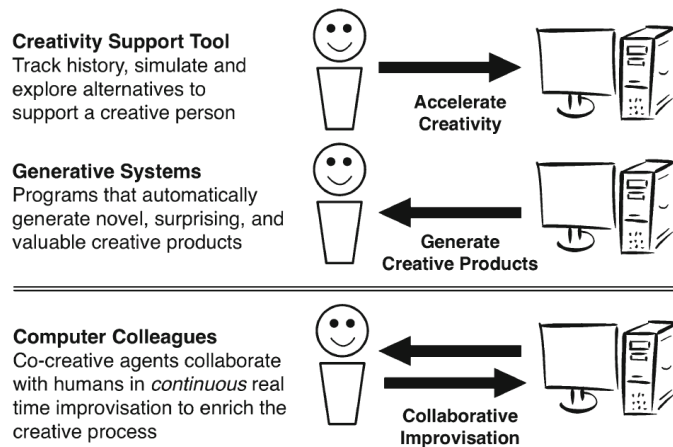 Creativity Support Tool
Track history, simulate and
explore alternatives to
support a creative person
Accelerate
Creativity
Generative Systems
Programs that automatically
generate novel, surprising, and
valuable creative products
Generate
Creative Products
Computer Colleagues
Co-creative agents collaborate
with humans in continuous real
time improvisation to enrich the
creative process
Collaborative
Improvisation